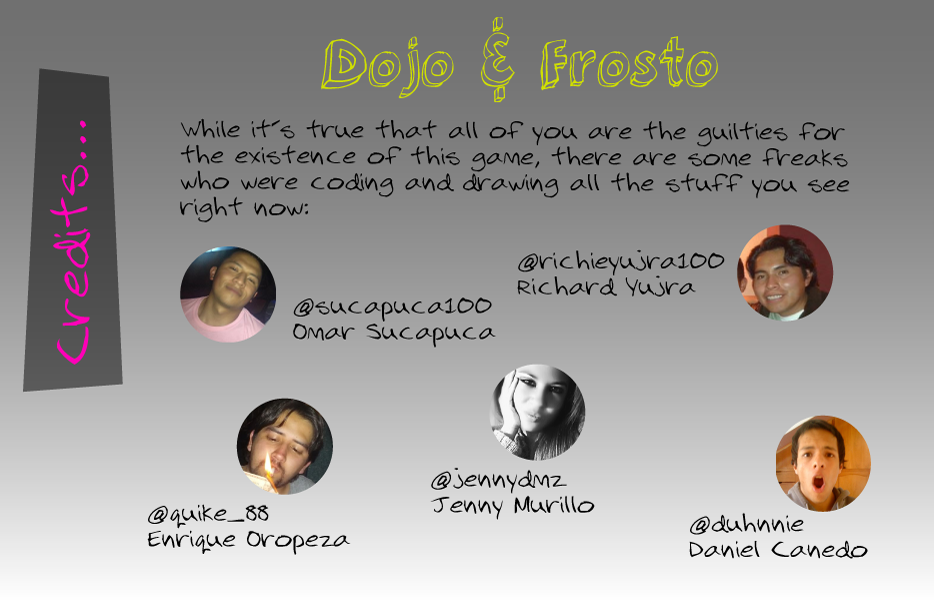 Dojo & Frosto
Credits....
While it´s true that all of you are the guilties for
the existence of this game, there are some freaks
who were coding and drawing all the stuff you see
right now:
@richieyujra100
Richard Yujra
@sucapuca100
Omar Sucapuca
@jennydmz
Jenny Murillo
@quike_88
Enrique Oropeza
@duhnnie
Daniel Canedo